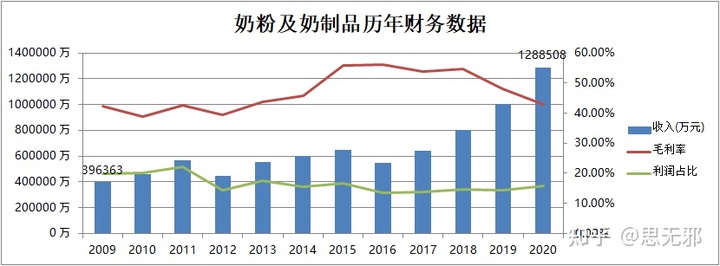 奶粉及奶制品历年财务数据
1400000 万
1200000 万
1000000 万
800000 万
600000 万
400000 万
200000 万
0 万
396363
1288508
60.00%
50.00%
40.00%
30.00%
20.00%
10.00%
0.00%
2009 2010 2011 2012 2013 2014 2015 2016 2017 2018 2019 2020
收入(万元)
毛利率
利润占比
知乎 @思无邪